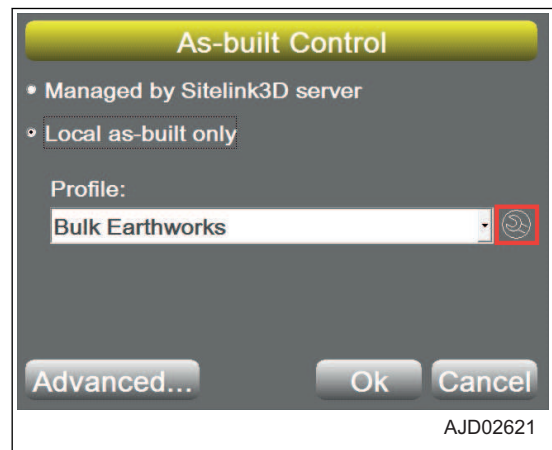 As-built Control
Managed by Sitelink3D server
Local as-built only
Profile:
Bulk Earthworks
Advanced...
Ok
Cancel
AJD02621